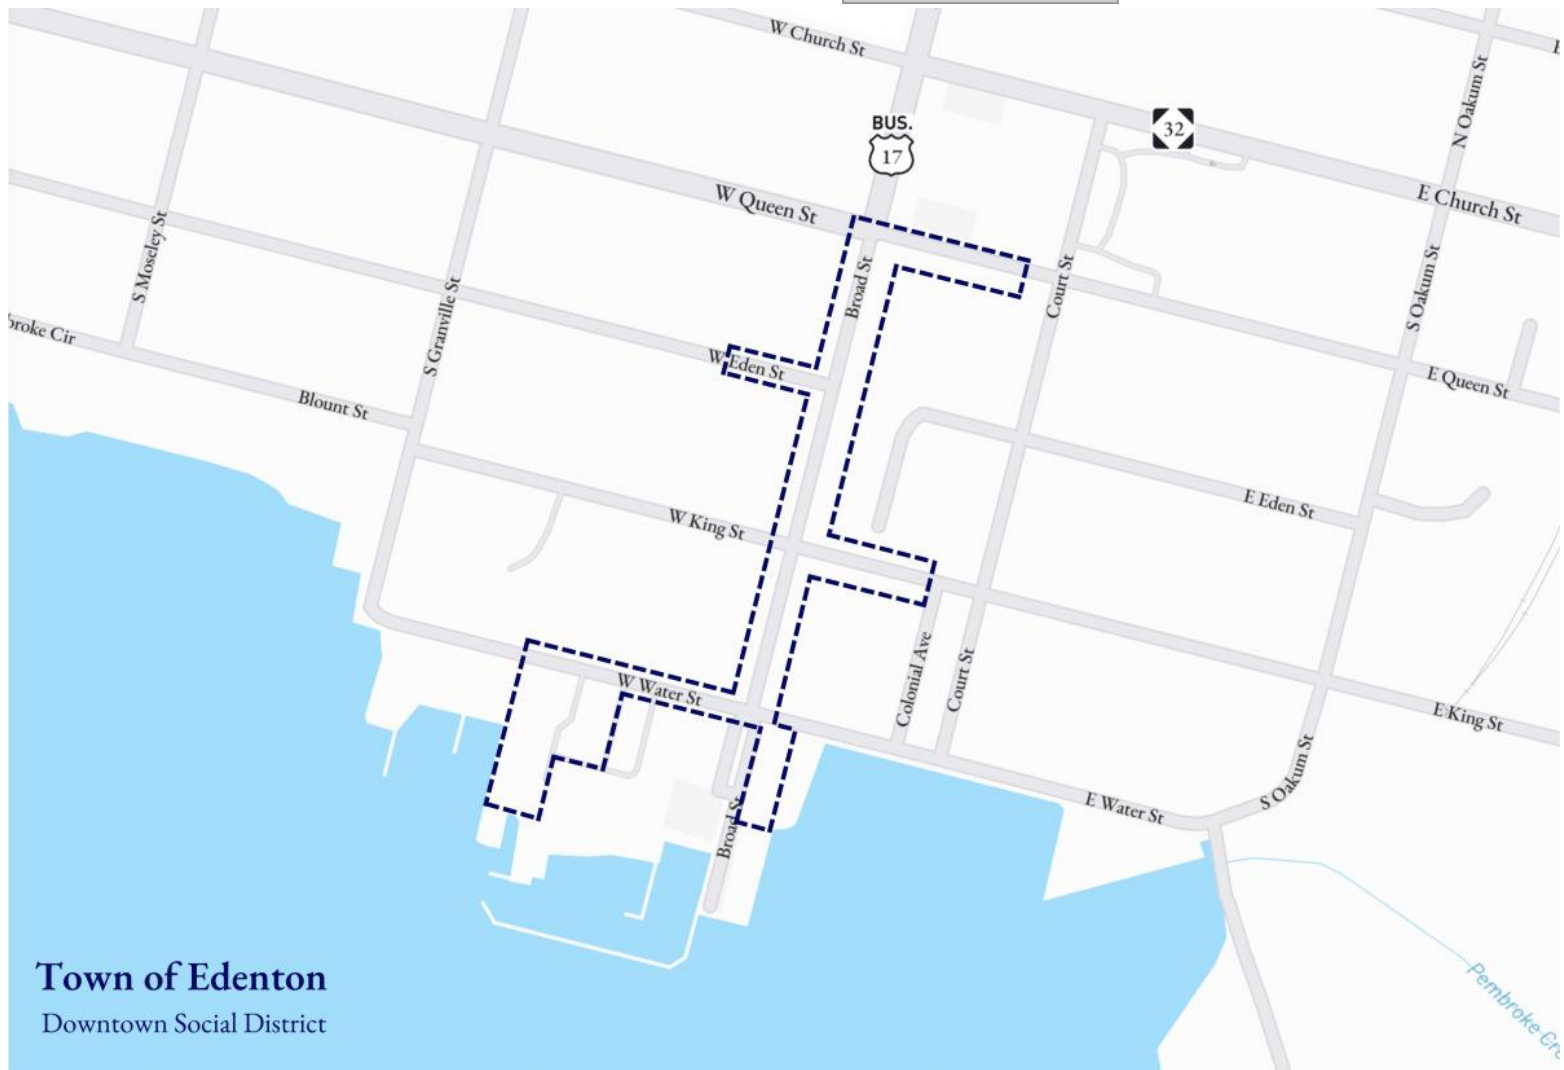 W Church St
N Oakum St
BUS.
17
32
E Church St
W Queen St
S Moseley St
Broad St
Court St
S Oakum St
S Granville St
broke Cir
W Eden St
E Queen St
Blount St
E Eden St
W King St
Colonial Ave
Court St
W Water St
E King St
S Oakum St
E Water St
Broad St
Town of Edenton
Downtown Social District
Pembroke Cre